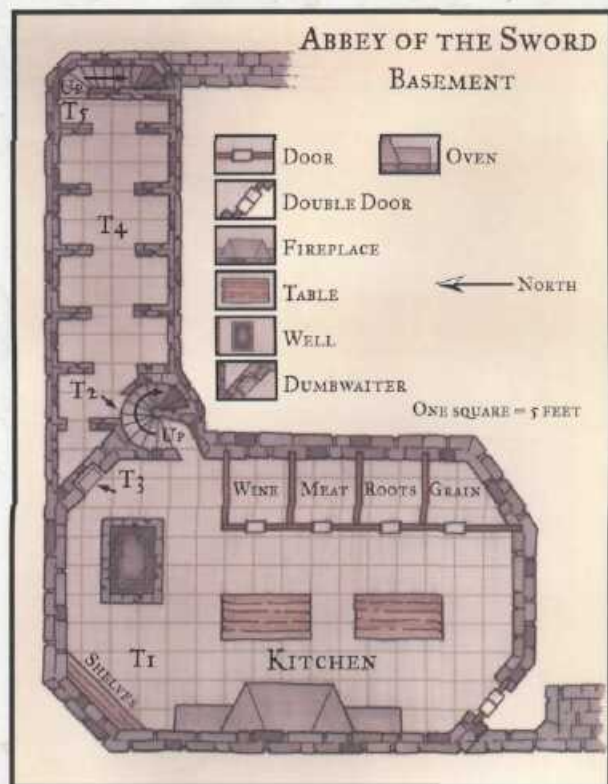 ABBEY OF THE SWORD
BASEMENT
UP
T5
DOOR
OVEN
DOUBLE DOOR
T4
FIREPLACE
NORTH
TABLE
WELL
DUMBWAITER
T2
ONE SQUARE = 5 FEET
UP
T3
WINE
MEAT
ROOTS
GRAIN
T1
KITCHEN
SHELVES